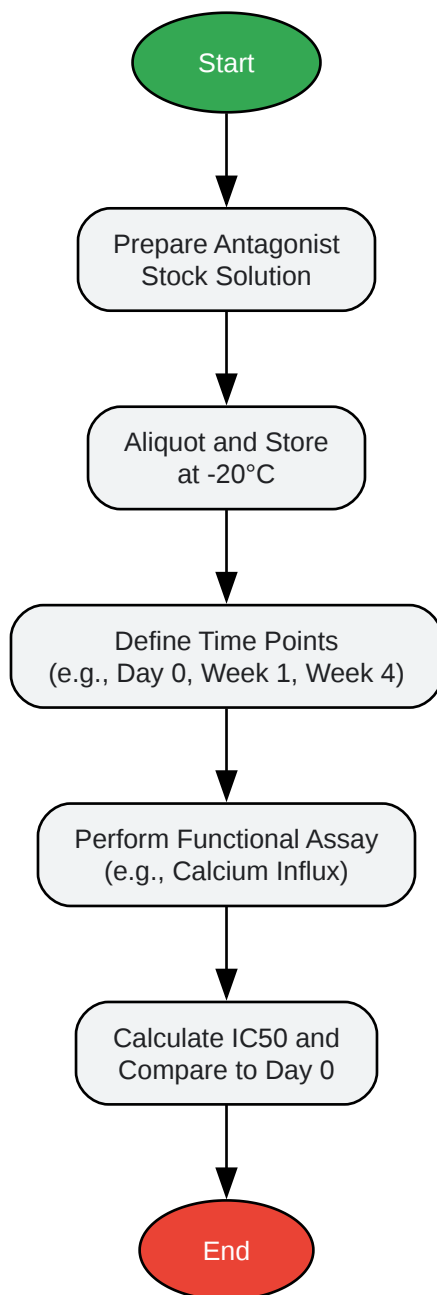 Start
Prepare Antagonist
Stock Solution
Aliquot and Store
at -20°C
Define Time Points
(e.g., Day 0, Week 1, Week 4)
Perform Functional Assay
(e.g., Calcium Influx)
Calculate IC50 and
Compare to Day 0
End